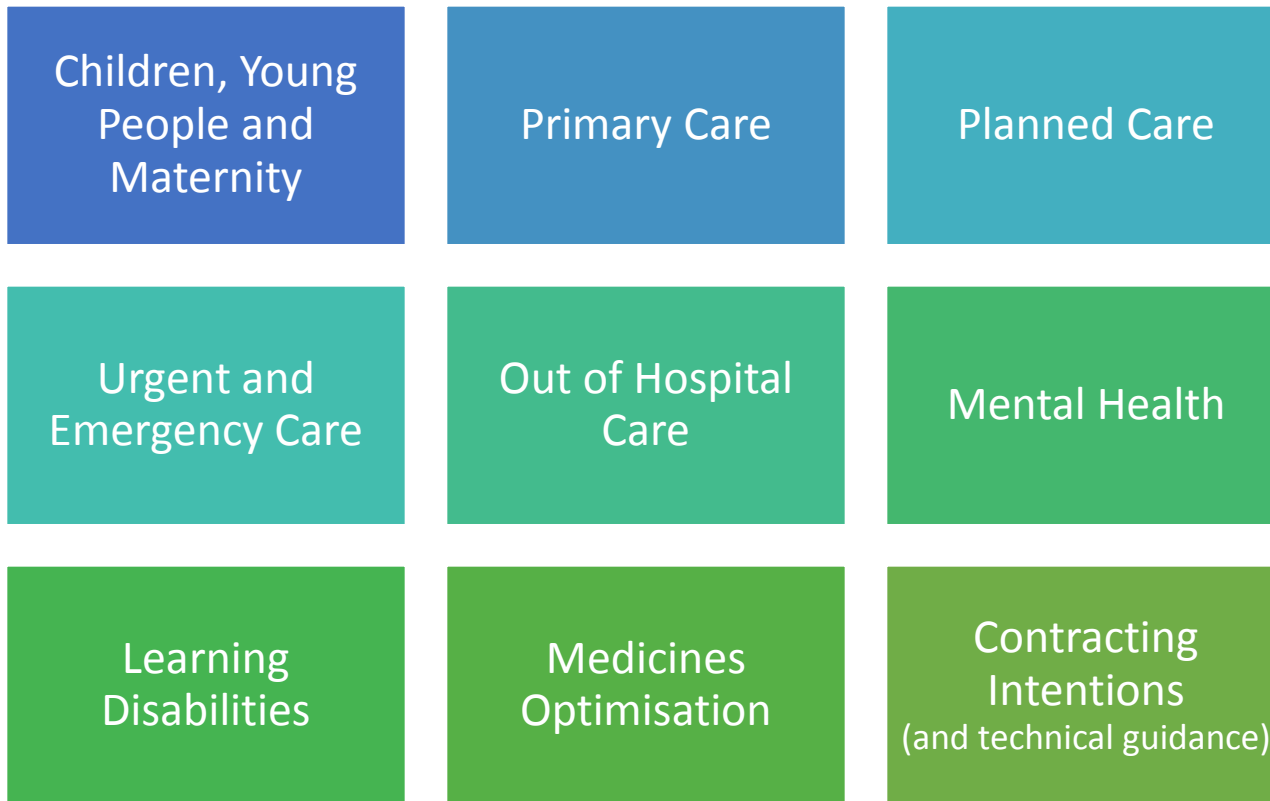 Children, Young
People and
Maternity
Primary Care
Planned Care
Urgent and
Emergency Care
Out of Hospital
Care
Mental Health
Learning
Disabilities
Medicines
Optimisation
Contracting
Intentions
(and technical guidance)